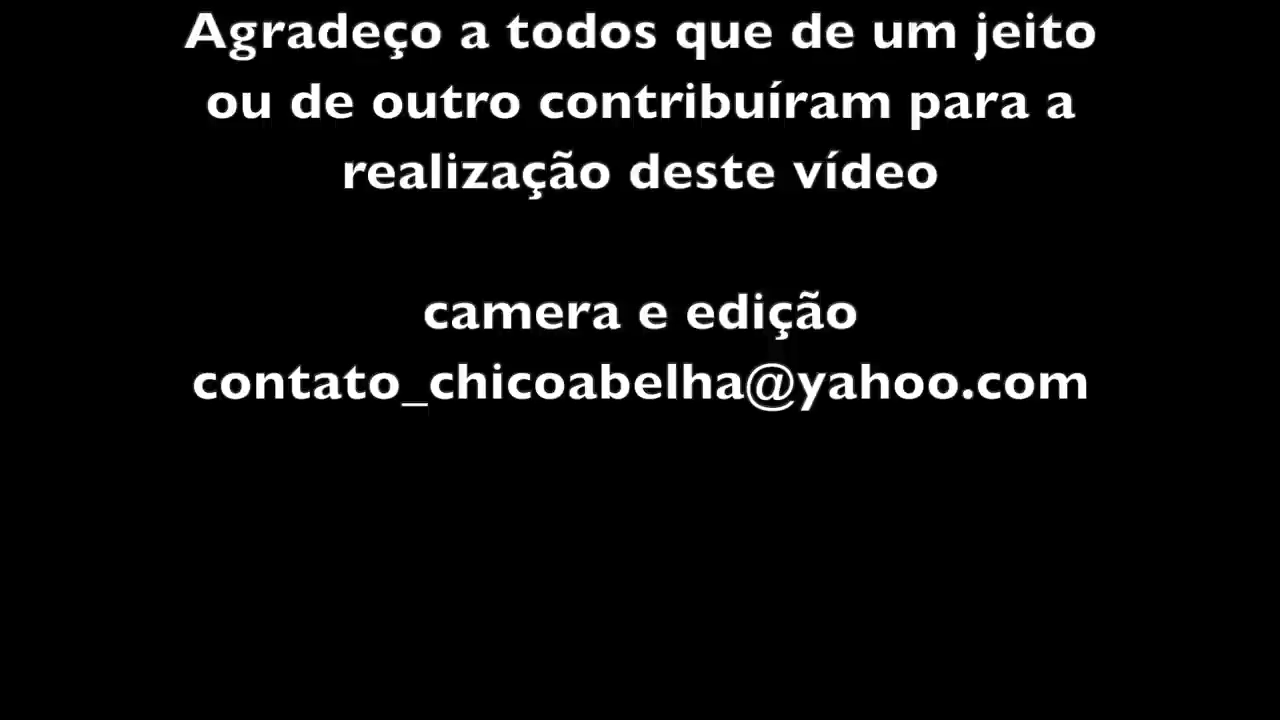 Agradeço a todos que de um jeito
ou de outro contribuíram para a
realização deste vídeo
camera e edição
contato_chicoabelha@yahoo.com